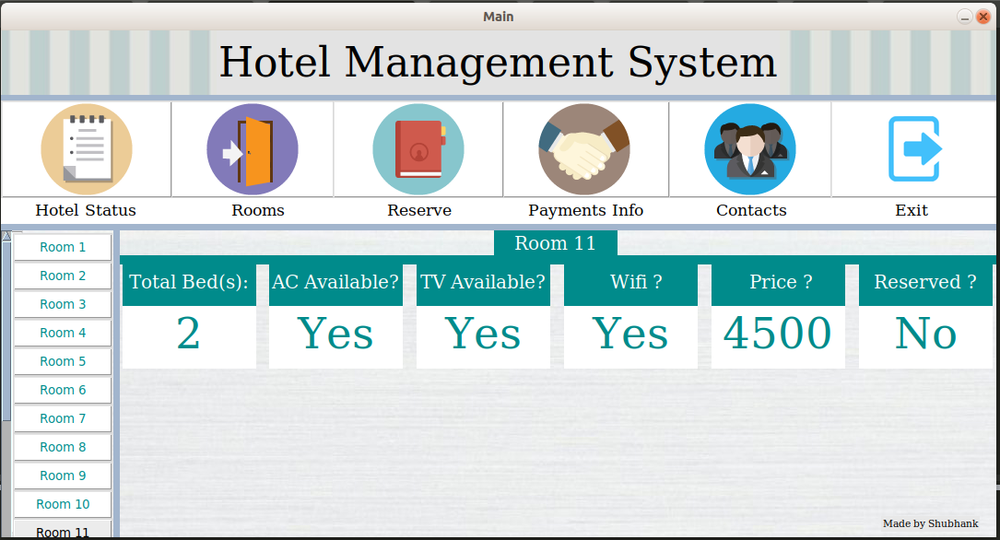 Main
Hotel Management System
Hotel Status Rooms Reserve Payments Info Contacts Exit
Room 11
Total Bed(s): AC Available? TV Available? Wifi ? Price ? Reserved ?
2 Yes Yes Yes 4500 No
Room 1
Room 2
Room 3
Room 4
Room 5
Room 6
Room 7
Room 8
Room 9
Room 10
Room 11
Made by Shubhank